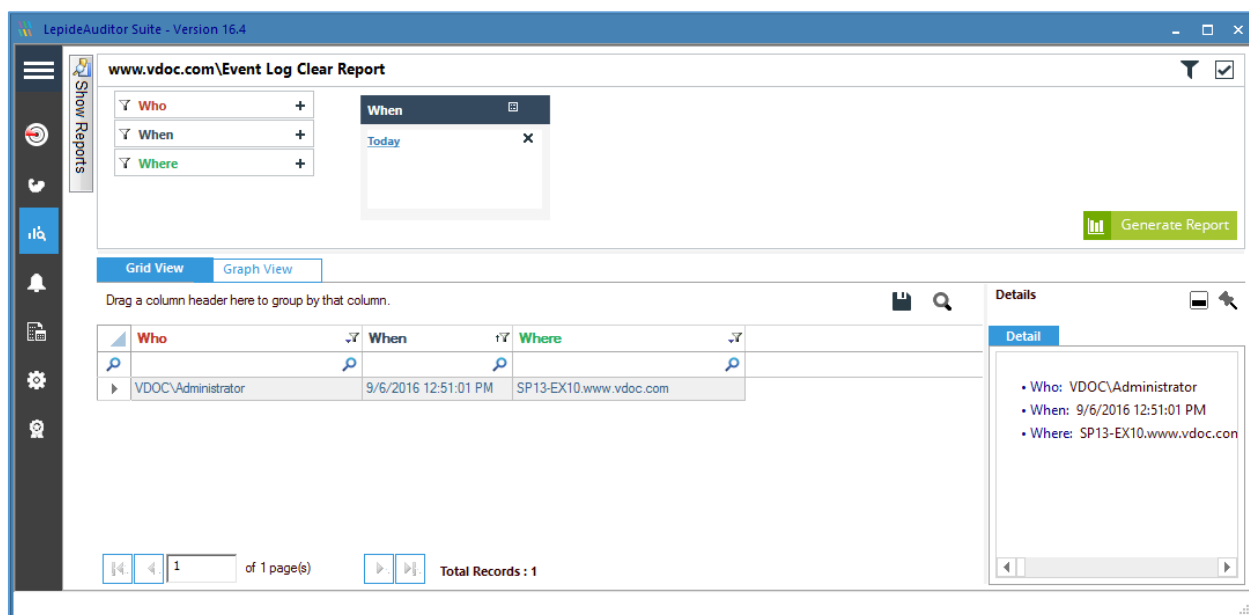 LepideAuditor Suite - Version 16.4
Show Reports
www.vdoc.com\Event Log Clear Report
Who +
When +
Where +
When
Today
Generate Report
Grid View Graph View
Drag a column header here to group by that column.
Who When Where
VDOC\Administrator 9/6/2016 12:51:01 PM SP13-EX10.www.vdoc.com
1 of 1 page(s) Total Records : 1
Details
Detail
• Who: VDOC\Administrator
• When: 9/6/2016 12:51:01 PM
• Where: SP13-EX10.www.vdoc.con